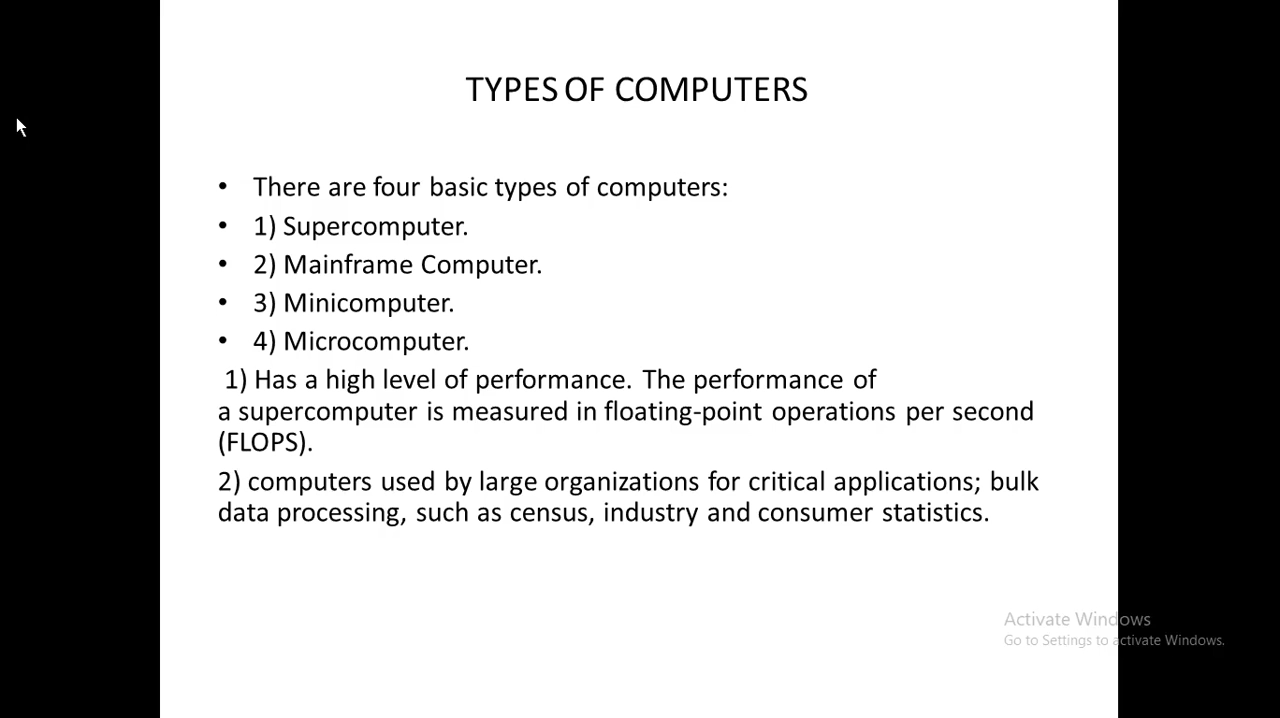 TYPES OF COMPUTERS
• There are four basic types of computers:
• 1) Supercomputer.
• 2) Mainframe Computer.
• 3) Minicomputer.
• 4) Microcomputer.
1) Has a high level of performance. The performance of
a supercomputer is measured in floating-point operations per second
(FLOPS).
2) computers used by large organizations for critical applications; bulk
data processing, such as census, industry and consumer statistics.
Activate Windows
Go to Settings to activate Windows.